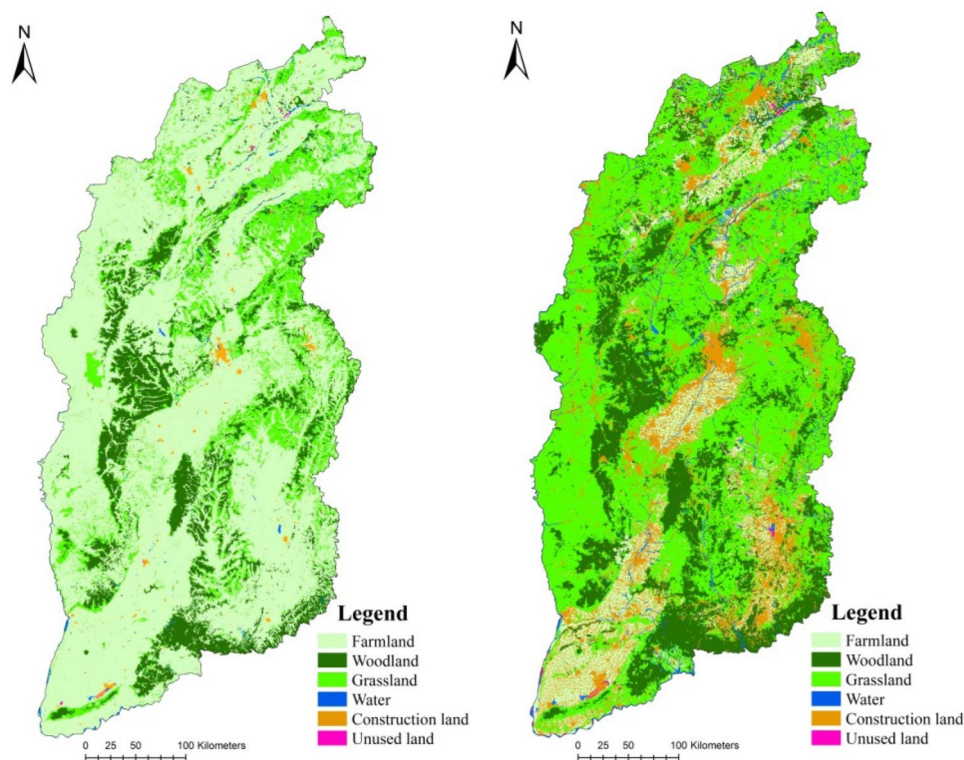 N
Legend
Farmland
Woodland
Grassland
Water
Construction land
Unused land
0 25 50 100 Kilometers
N
Legend
Farmland
Woodland
Grassland
Water
Construction land
Unused land
0 25 50 100 Kilometers